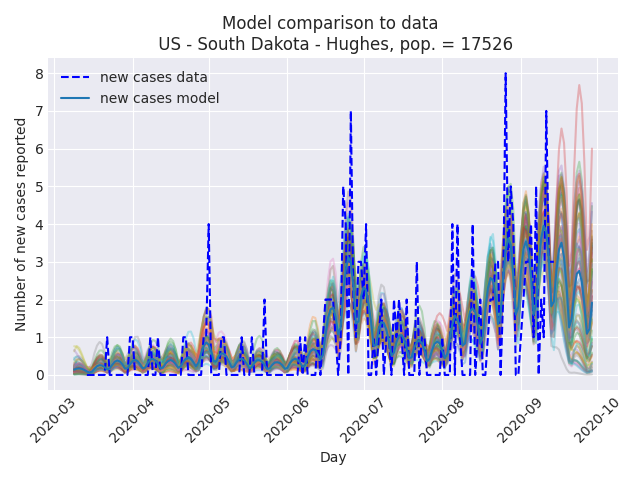 Model comparison to data
US - South Dakota - Hughes, pop. = 17526
new cases data
new cases model
Number of new cases reported
8
7
6
5
4
3
2
1
0
2020-03
2020-04
2020-05
2020-06
2020-07
2020-08
2020-09
2020-10
Day